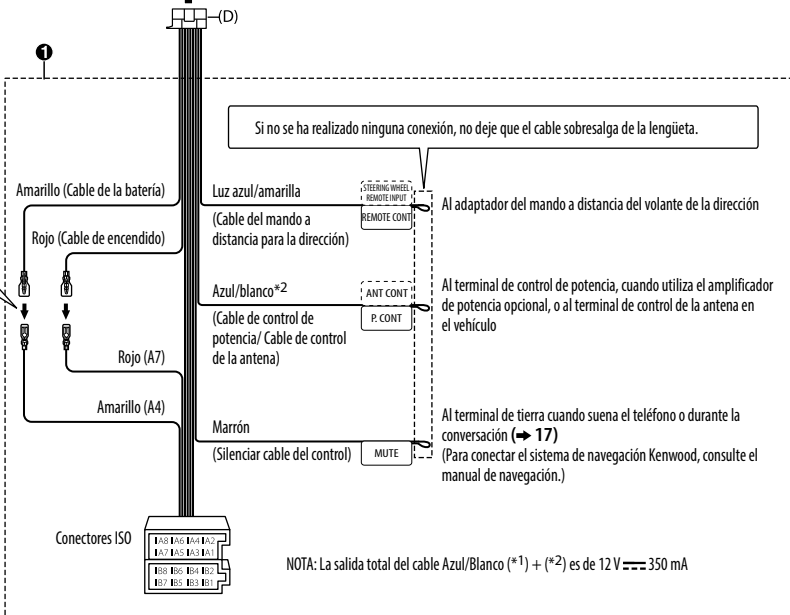 (D)
❶
Si no se ha realizado ninguna conexión, no deje que el cable sobresalga de la lengüeta.
Amarillo (Cable de la batería)
Rojo (Cable de encendido)
Luz azul/amarilla
(Cable del mando a
distancia para la dirección)
STEERING WHEEL
REMOTE INPUT
REMOTE CONT
Al adaptador del mando a distancia del volante de la dirección
Azul/blanco*2
(Cable de control de
potencia/ Cable de control
de la antena)
ANT CONT
P. CONT
Al terminal de control de potencia, cuando utiliza el amplificador
de potencia opcional, o al terminal de control de la antena en
el vehículo
Rojo (A7)
Amarillo (A4)
Marrón
(Silenciar cable del control)
MUTE
Al terminal de tierra cuando suena el teléfono o durante la
conversación (➜ 17)
(Para conectar el sistema de navegación Kenwood, consulte el
manual de navegación.)
Conectores ISO
A8 A6 A4 A2
A7 A5 A3 A1
B8 B6 B4 B2
B7 B5 B3 B1
NOTA: La salida total del cable Azul/Blanco (*1) + (*2) es de 12 V ⎓ 350 mA